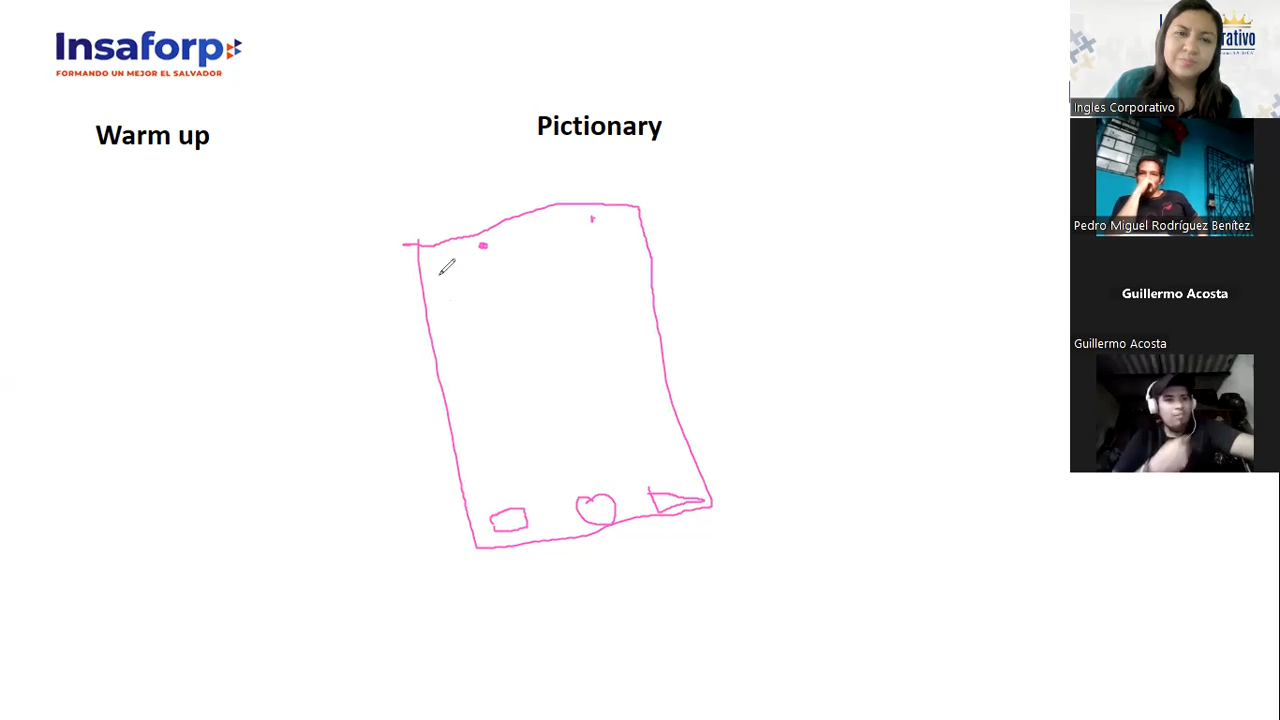 Insaforp
FORMANDO UN MEJOR EL SALVADOR
Warm up
Pictionary
rativo
Ingles Corporativo
Pedro Miguel Rodríguez Benítez
Guillermo Acosta
Guillermo Acosta